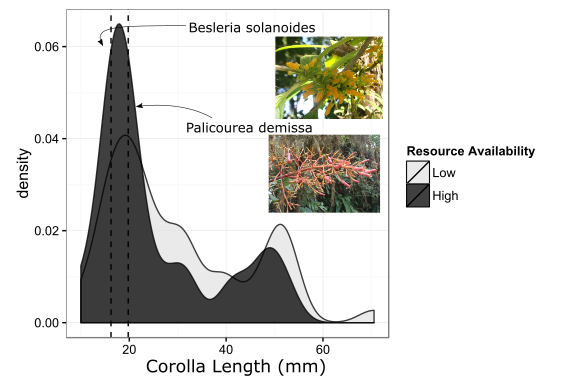 Besleria solanoides
0.06
Palicourea demissa
0.04
density
Resource Availability
Low
High
0.02
0.00
20 40 60
Corolla Length (mm)